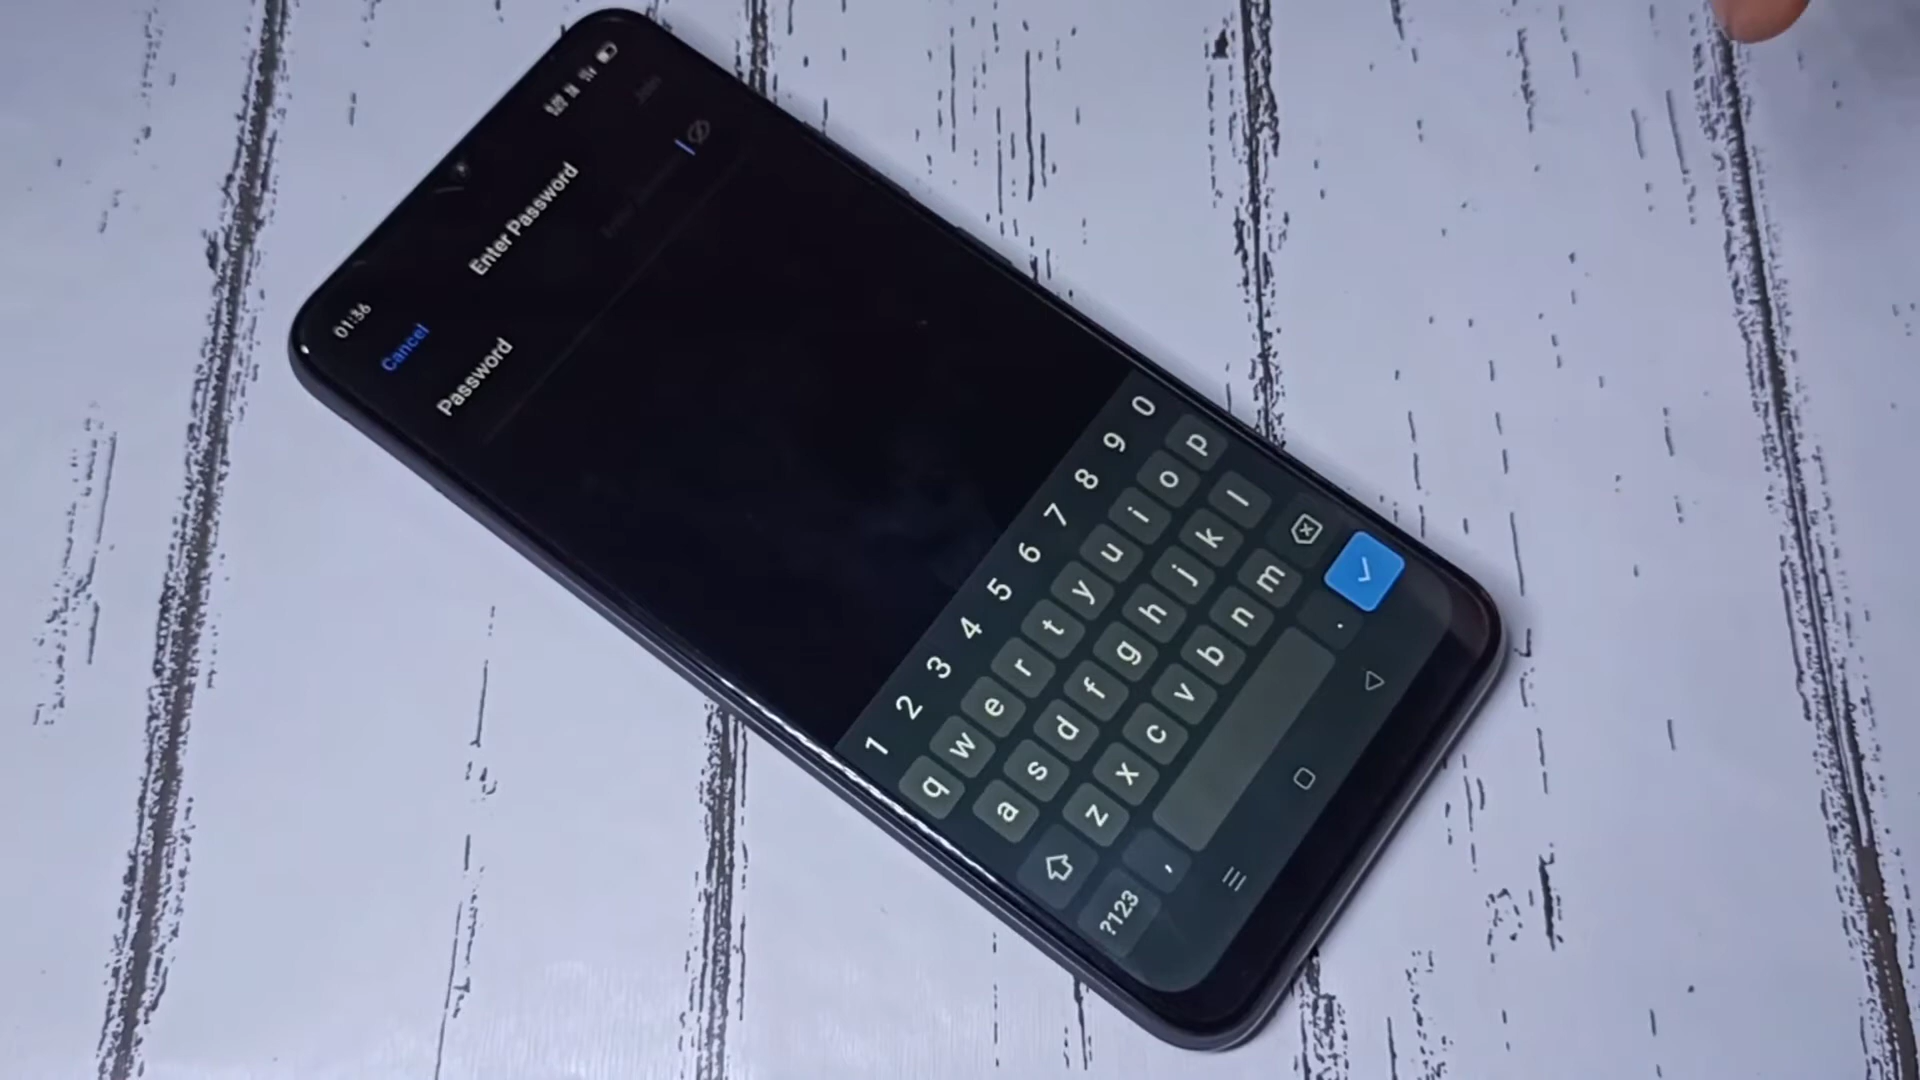 01:36
Cancel
Enter Password
Password
1 2 3 4 5 6 7 8 9 0
q w e r t y u i o p
a s d f g h j k l
z x c v b n m
?123 , .